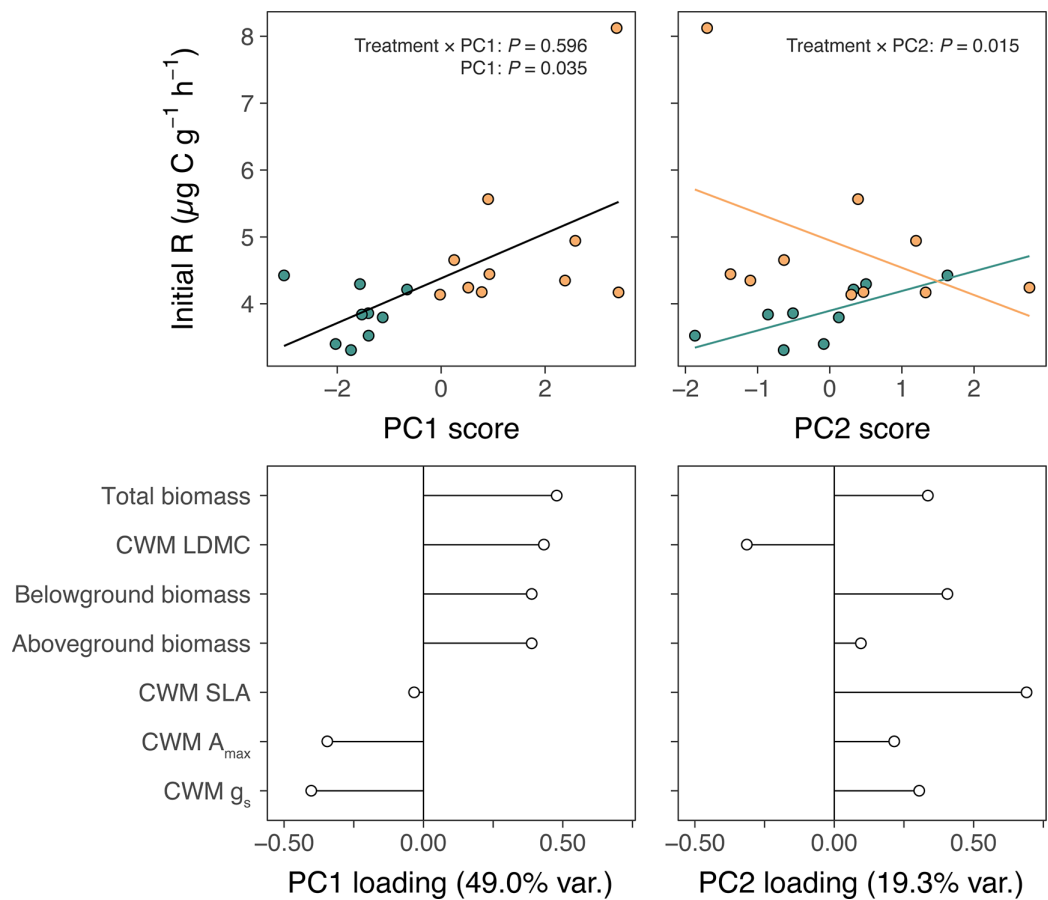 Initial R (µg C g⁻¹ h⁻¹)
8
7
6
5
4
Treatment × PC1: P = 0.596
PC1: P = 0.035
Treatment × PC2: P = 0.015
−2 0 2
−2 −1 0 1 2
PC1 score
PC2 score
Total biomass
CWM LDMC
Belowground biomass
Aboveground biomass
CWM SLA
CWM Amax
CWM gs
−0.50 0.00 0.50
−0.50 0.00 0.50
PC1 loading (49.0% var.)
PC2 loading (19.3% var.)